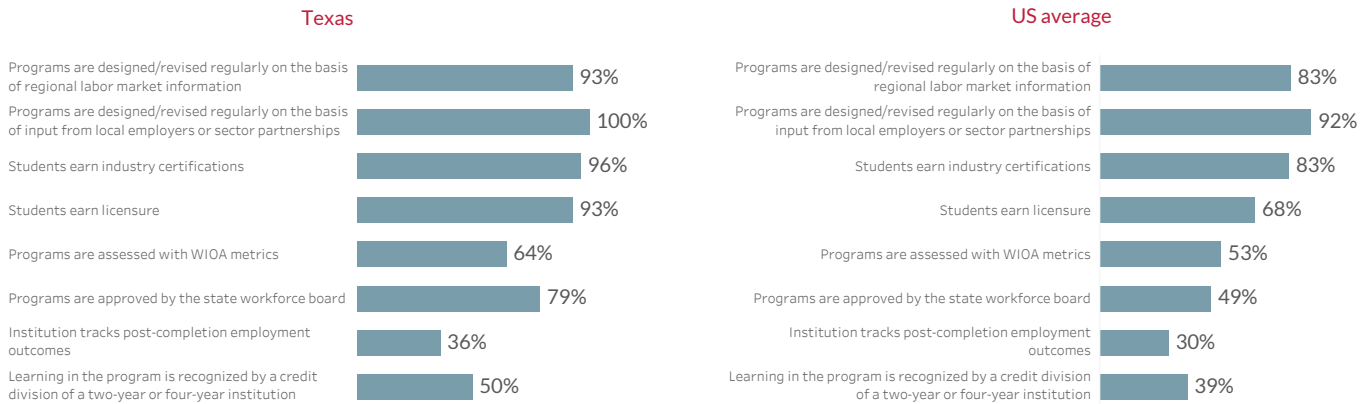 Texas
Programs are designed/revised regularly on the basis
of regional labor market information
93%
Programs are designed/revised regularly on the basis
of input from local employers or sector partnerships
100%
Students earn industry certifications
96%
Students earn licensure
93%
Programs are assessed with WIOA metrics
64%
Programs are approved by the state workforce board
79%
Institution tracks post-completion employment
outcomes
36%
Learning in the program is recognized by a credit
division of a two-year or four-year institution
50%
US average
Programs are designed/revised regularly on the basis of
regional labor market information
83%
Programs are designed/revised regularly on the basis of
input from local employers or sector partnerships
92%
Students earn industry certifications
83%
Students earn licensure
68%
Programs are assessed with WIOA metrics
53%
Programs are approved by the state workforce board
49%
Institution tracks post-completion employment
outcomes
30%
Learning in the program is recognized by a credit division
of a two-year or four-year institution
39%